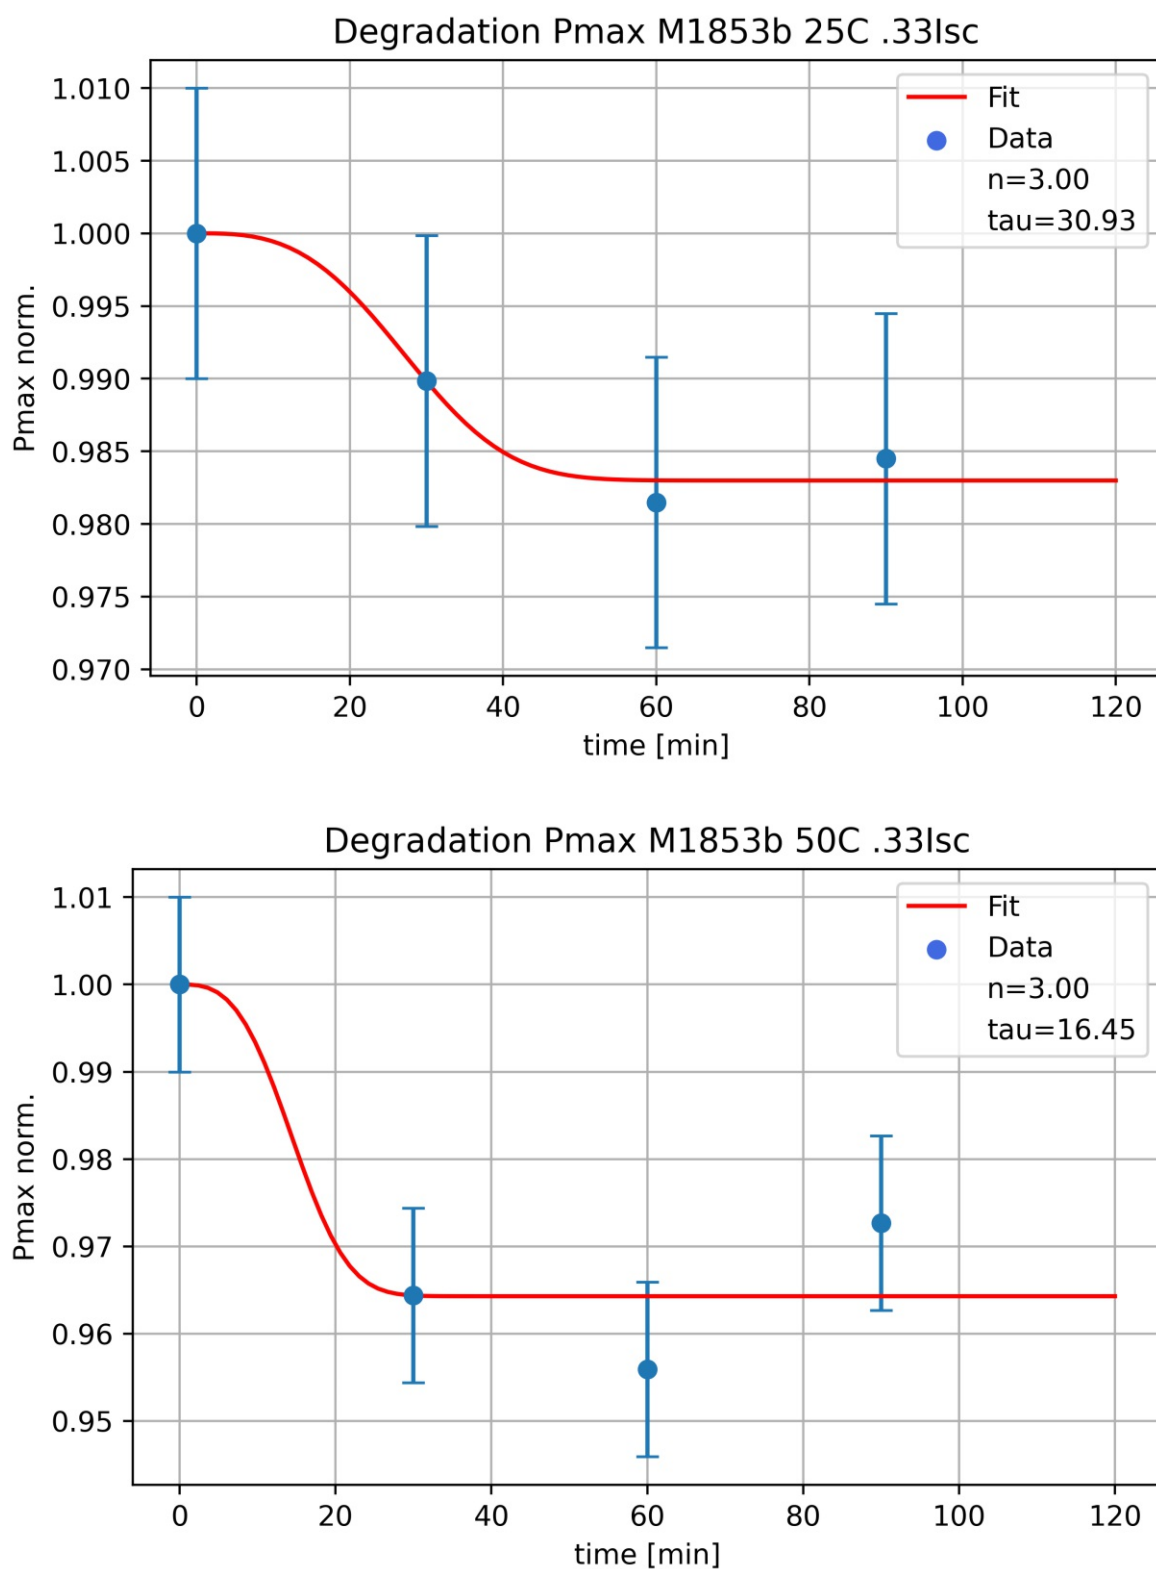 Degradation Pmax M1853b 25C .33Isc
1.010
1.005
1.000
0.995
0.990
0.985
0.980
0.975
0.970
Pmax norm.
Fit
Data
n=3.00
tau=30.93
0 20 40 60 80 100 120
time [min]
Degradation Pmax M1853b 50C .33Isc
1.01
1.00
0.99
0.98
0.97
0.96
0.95
Pmax norm.
Fit
Data
n=3.00
tau=16.45
0 20 40 60 80 100 120
time [min]